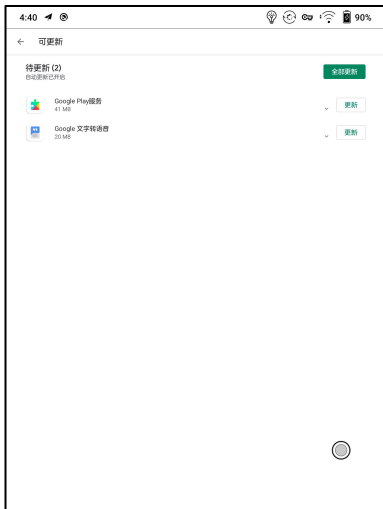 4:40
90%
可更新
待更新 (2)
全部更新
自动更新已开启
Google Play服务
41 MB
更新
Google 文字转语音
20 MB
更新